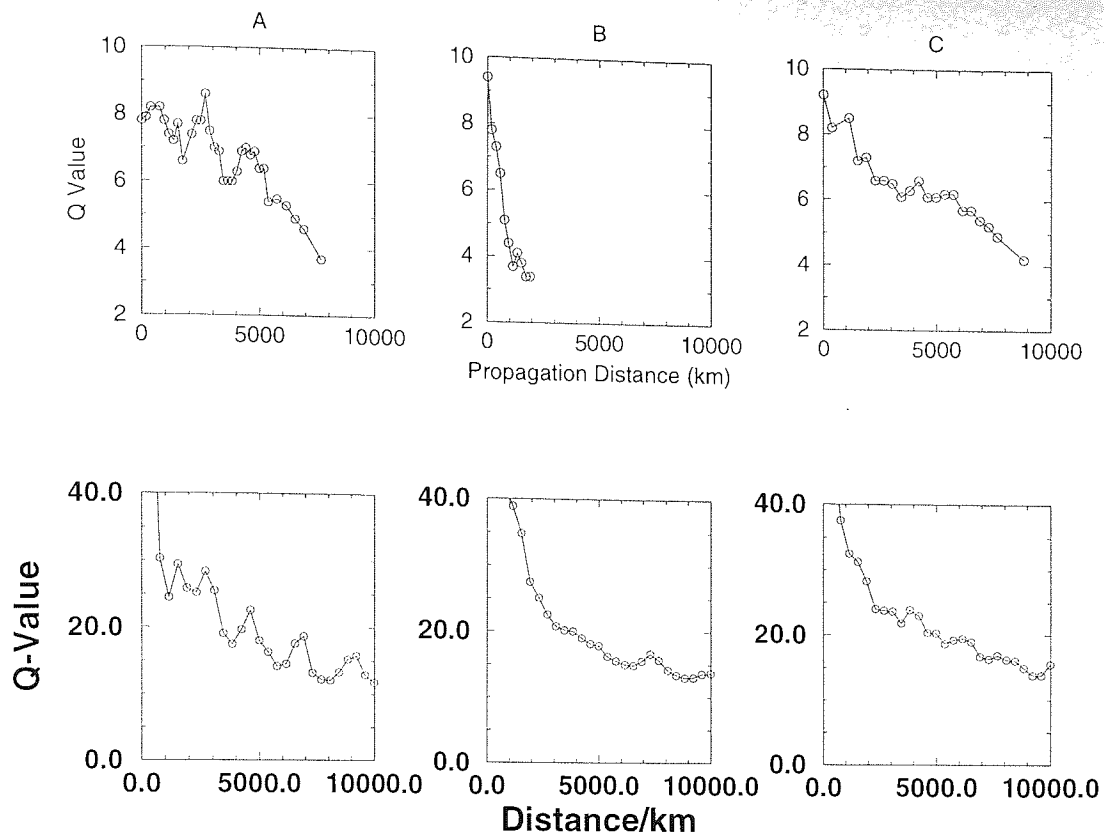 A B C
10 10 10
8 8 8
6 6 6
4 4 4
2 2 2
Q Value
0 5000 10000 0 5000 10000 0 5000 10000
Propagation Distance (km)
40.0 40.0 40.0
20.0 20.0 20.0
0.0 0.0 0.0
Q-Value
0.0 5000.0 10000.0 0.0 5000.0 10000.0 0.0 5000.0 10000.0
Distance/km